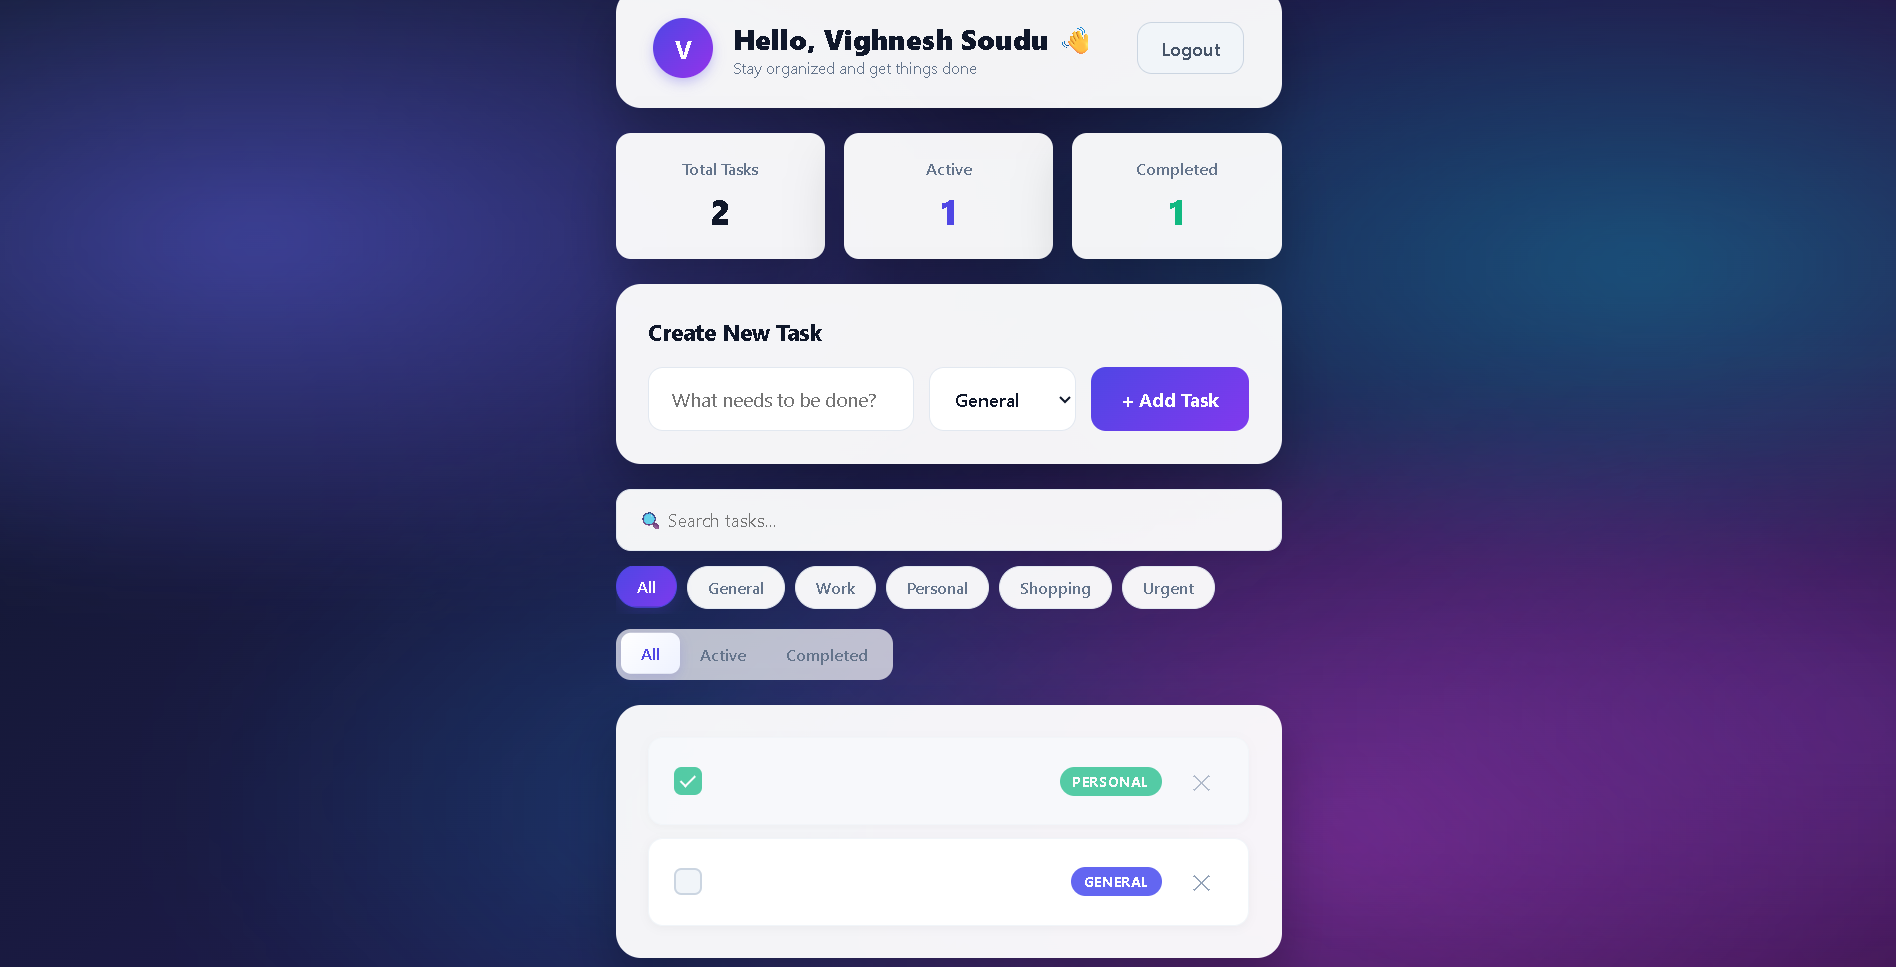 V
Hello, Vighnesh Soudu 👋
Stay organized and get things done
Logout
Total Tasks
2
Active
1
Completed
1
Create New Task
What needs to be done?
General
+ Add Task
🔍 Search tasks...
All General Work Personal Shopping Urgent
All Active Completed
PERSONAL
GENERAL